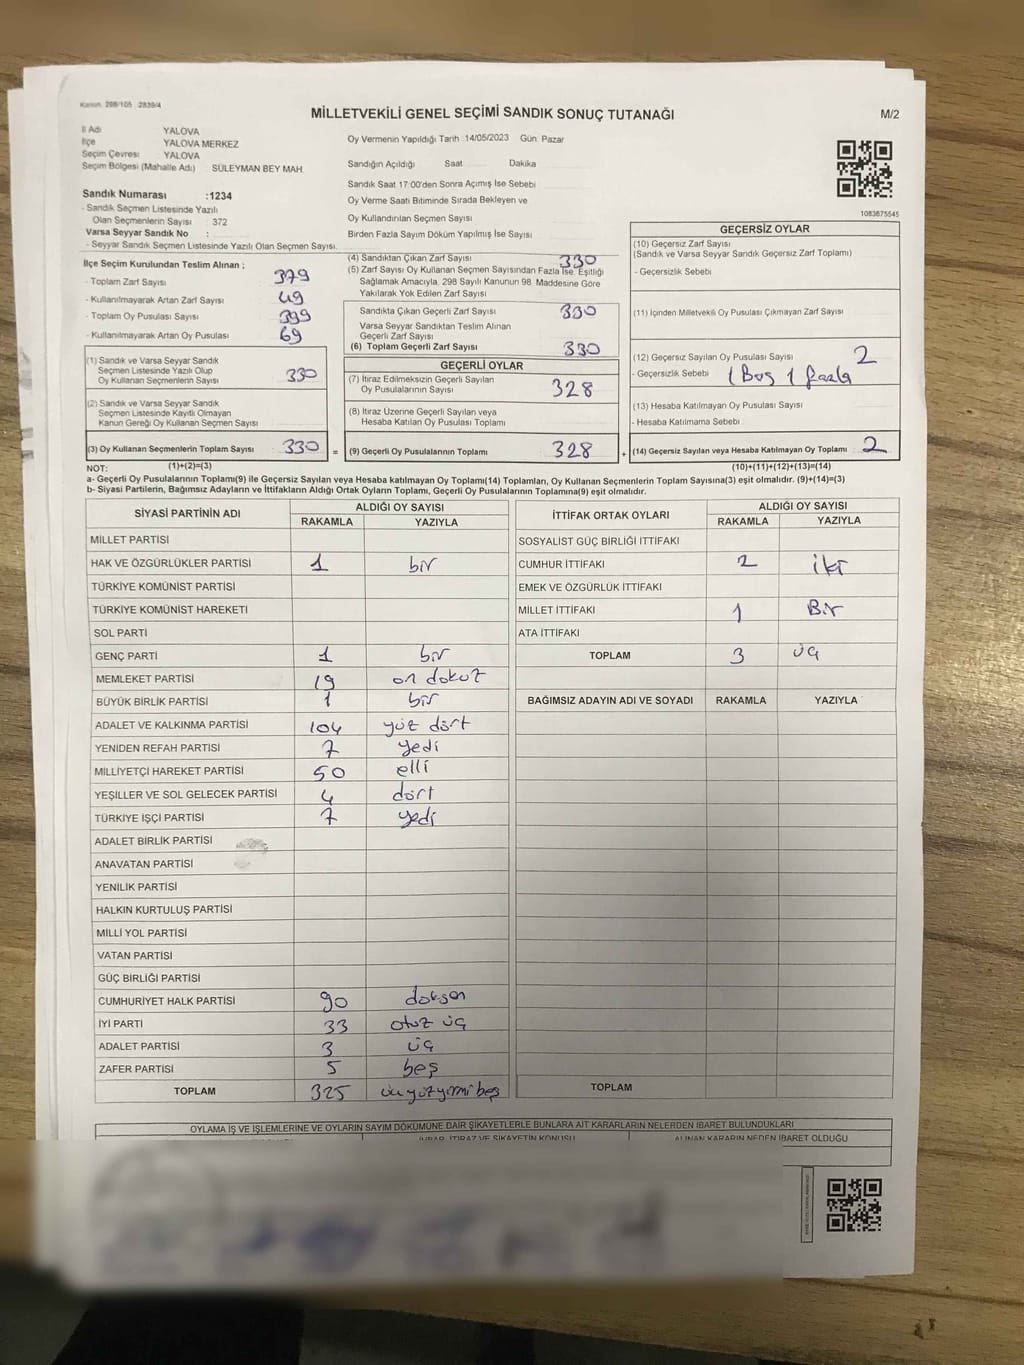 Kanun, 298/105 , 2839/4
MİLLETVEKİLİ GENEL SEÇİMİ SANDIK SONUÇ TUTANAĞI
M/2
İl Adı YALOVA
İlçe YALOVA MERKEZ
Seçim Çevresi YALOVA
Seçim Bölgesi (Mahalle Adı) SÜLEYMAN BEY MAH.
Sandık Numarası :1234
- Sandık Seçmen Listesinde Yazılı
Olan Seçmenlerin Sayısı : 372
Varsa Seyyar Sandık No :
- Seyyar Sandık Seçmen Listesinde Yazılı Olan Seçmen Sayısı.
Oy Vermenin Yapıldığı Tarih 14/05/2023 Gün Pazar
Sandığın Açıldığı Saat Dakika
Sandık Saat 17:00'den Sonra Açımış İse Sebebi
Oy Verme Saati Bitiminde Sırada Bekleyen ve
Oy Kullandırılan Seçmen Sayısı
Birden Fazla Sayım Döküm Yapılmış İse Sayısı
1083675545
İlçe Seçim Kurulundan Teslim Alınan ;
- Toplam Zarf Sayısı 379
- Kullanılmayarak Artan Zarf Sayısı 49
- Toplam Oy Pusulası Sayısı 399
- Kullanılmayarak Artan Oy Pusulası 69
(1) Sandık ve Varsa Seyyar Sandık
Seçmen Listesinde Yazılı Olup
Oy Kullanan Seçmenlerin Sayısı 330
(2) Sandık ve Varsa Seyyar Sandık
Seçmen Listesinde Kayıtlı Olmayan
Kanun Gereği Oy Kullanan Seçmen Sayısı
(3) Oy Kullanan Seçmenlerin Toplam Sayısı 330 =
(4) Sandıktan Çıkan Zarf Sayısı 330
(5) Zarf Sayısı Oy Kullanan Seçmen Sayısından Fazla İse, Eşitliği
Sağlamak Amacıyla, 298 Sayılı Kanunun 98. Maddesine Göre
Yakılarak Yok Edilen Zarf Sayısı
Sandıkta Çıkan Geçerli Zarf Sayısı 330
Varsa Seyyar Sandıktan Teslim Alınan
Geçerli Zarf Sayısı
(6) Toplam Geçerli Zarf Sayısı 330
GEÇERLİ OYLAR
(7) İtiraz Edilmeksizin Geçerli Sayılan
Oy Pusulalarının Sayısı 328
(8) İtiraz Üzerine Geçerli Sayılan veya
Hesaba Katılan Oy Pusulası Toplamı
(9) Geçerli Oy Pusulalarının Toplamı 328 +
GEÇERSİZ OYLAR
(10) Geçersiz Zarf Sayısı
(Sandık ve Varsa Seyyar Sandık Geçersiz Zarf Toplamı)
- Geçersizlik Sebebi
(11) İçinden Milletvekili Oy Pusulası Çıkmayan Zarf Sayısı
(12) Geçersiz Sayılan Oy Pusulası Sayısı 2
- Geçersizlik Sebebi 1 Boş 1 fazla
(13) Hesaba Katılmayan Oy Pusulası Sayısı
- Hesaba Katılmama Sebebi
(14) Geçersiz Sayılan veya Hesaba Katılmayan Oy Toplamı 2
NOT: (1)+(2)=(3) (10)+(11)+(12)+(13)=(14)
a- Geçerli Oy Pusulalarının Toplamı(9) ile Geçersiz Sayılan veya Hesaba Katılmayan Oy Toplamı(14) Toplamları, Oy Kullanan Seçmenlerin Toplam Sayısına(3) eşit olmalıdır. (9)+(14)=(3)
b- Siyasi Partilerin, Bağımsız Adayların ve İttifakların Aldığı Ortak Oyların Toplamı, Geçerli Oy Pusulalarının Toplamına(9) eşit olmalıdır.
SİYASİ PARTİNİN ADI ALDIĞI OY SAYISI
RAKAMLA YAZIYLA
MİLLET PARTİSİ
HAK VE ÖZGÜRLÜKLER PARTİSİ 1 bir
TÜRKİYE KOMÜNİST PARTİSİ
TÜRKİYE KOMÜNİST HAREKETİ
SOL PARTİ
GENÇ PARTİ 1 bir
MEMLEKET PARTİSİ 19 on dokuz
BÜYÜK BİRLİK PARTİSİ 1 bir
ADALET VE KALKINMA PARTİSİ 104 yüz dört
YENİDEN REFAH PARTİSİ 7 yedi
MİLLİYETÇİ HAREKET PARTİSİ 50 elli
YEŞİLLER VE SOL GELECEK PARTİSİ 4 dört
TÜRKİYE İŞÇİ PARTİSİ 7 yedi
ADALET BİRLİK PARTİSİ
ANAVATAN PARTİSİ
YENİLİK PARTİSİ
HALKIN KURTULUŞ PARTİSİ
MİLLİ YOL PARTİSİ
VATAN PARTİSİ
GÜÇ BİRLİĞİ PARTİSİ
CUMHURİYET HALK PARTİSİ 90 doksan
İYİ PARTİ 33 otuz üç
ADALET PARTİSİ 3 üç
ZAFER PARTİSİ 5 beş
TOPLAM 325 üçyüzyirmi beş
İTTİFAK ORTAK OYLARI ALDIĞI OY SAYISI
RAKAMLA YAZIYLA
SOSYALIST GÜÇ BİRLİĞİ İTTİFAKI
CUMHUR İTTİFAKI 2 iki
EMEK VE ÖZGÜRLÜK İTTİFAKI
MİLLET İTTİFAKI 1 Bir
ATA İTTİFAKI
TOPLAM 3 üç
BAĞIMSIZ ADAYIN ADI VE SOYADI RAKAMLA YAZIYLA
TOPLAM
OYLAMA İŞ VE İŞLEMLERINE VE OYLARIN SAYIM DÖKÜMÜNE DAİR ŞİKAYETLERLE BUNLARA AİT KARARLARIN NELERDEN İBARET BULUNDUKLARI
İHBAR, İTİRAZ VE ŞİKAYETİN KONUSU ALINAN KARARIN NEDEN İBARET OLDUĞU